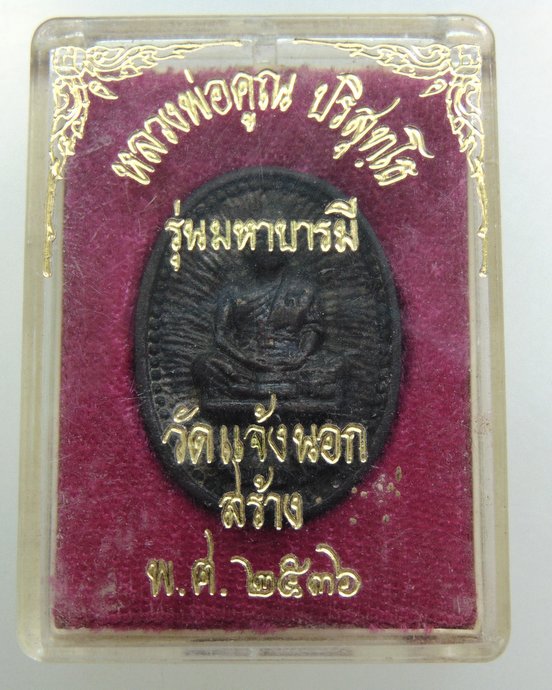 หลวงพ่อคูณ ปริสุทฺโธ
รุ่นมหาบารมี
วัดแจ้งนอก
สร้าง
พ.ศ. ๒๕๓๖